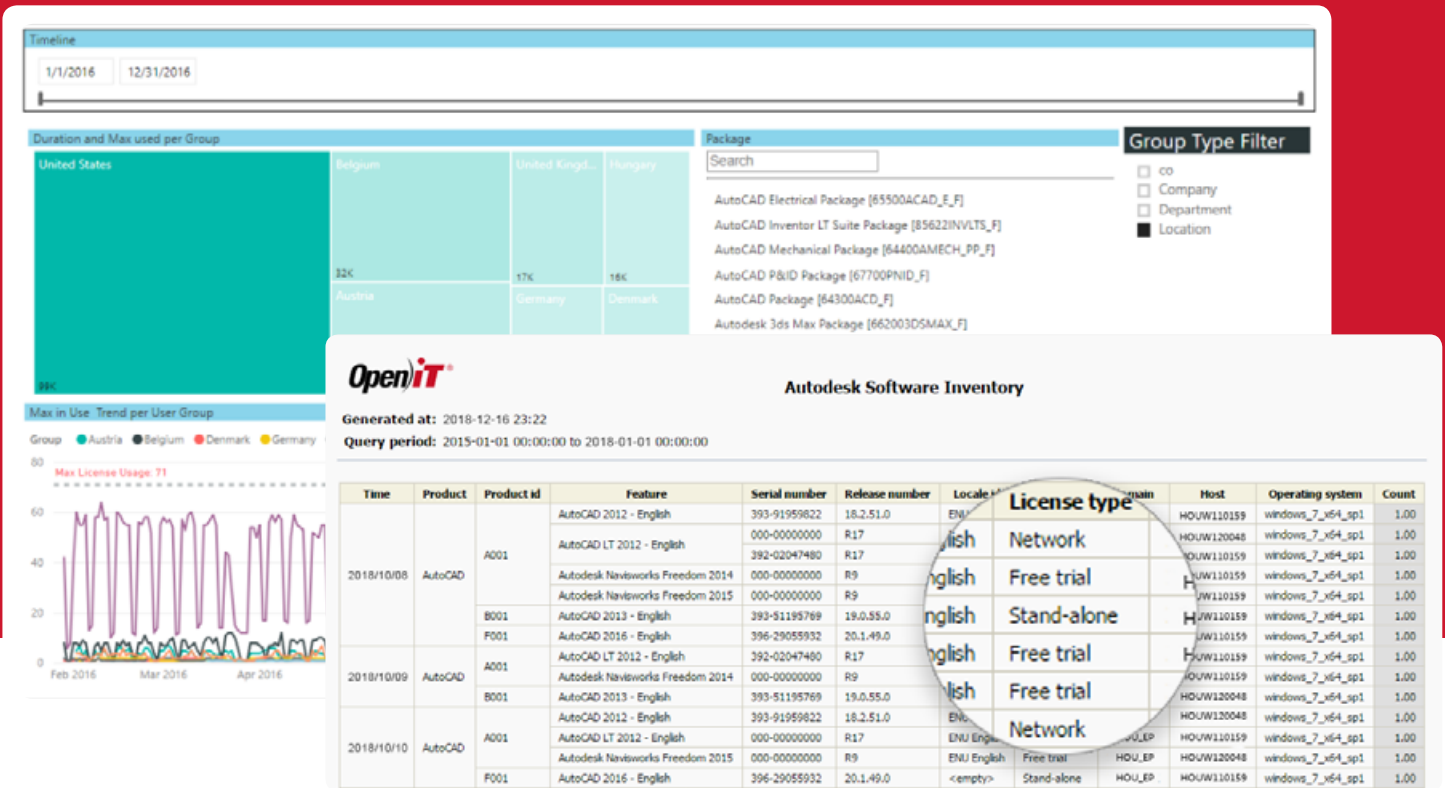 Timeline
1/1/2016 12/31/2016
Duration and Max used per Group
United States
99K
Belgium
32K
Austria
United Kingd...
17K
Germany
Hungary
16K
Denmark
Package
Search
AutoCAD Electrical Package [65500ACAD_E_F]
AutoCAD Inventor LT Suite Package [85622INVLTS_F]
AutoCAD Mechanical Package [64400AMECH_PP_F]
AutoCAD P&ID Package [67700PNID_F]
AutoCAD Package [64300ACD_F]
Autodesk 3ds Max Package [662003DSMAX_F]
Group Type Filter
co
Company
Department
Location
Max in Use Trend per User Group
Group Austria Belgium Denmark Germany
80
Max License Usage: 71
60
40
20
0
Feb 2016 Mar 2016 Apr 2016
Open iT®
Autodesk Software Inventory
Generated at: 2018-12-16 23:22
Query period: 2015-01-01 00:00:00 to 2018-01-01 00:00:00
Time Product Product id Feature Serial number Release number Locale License type Host Operating system Count
AutoCAD 2012 - English 393-91959822 18.2.51.0 HOUW110159 windows_7_x64_sp1 1.00
A001 AutoCAD LT 2012 - English 000-00000000 R17 Network HOUW120048 windows_7_x64_sp1 1.00
392-02047480 R17 windows_7_x64_sp1 1.00
2018/10/08 AutoCAD Autodesk Navisworks Freedom 2014 000-00000000 R9 Free trial windows_7_x64_sp1 1.00
Autodesk Navisworks Freedom 2015 000-00000000 R9 windows_7_x64_sp1 1.00
B001 AutoCAD 2013 - English 393-51195769 19.0.55.0 Stand-alone windows_7_x64_sp1 1.00
F001 AutoCAD 2016 - English 396-29055932 20.1.49.0 windows_7_x64_sp1 1.00
2018/10/09 AutoCAD A001 AutoCAD LT 2012 - English 392-02047480 R17 Free trial windows_7_x64_sp1 1.00
Autodesk Navisworks Freedom 2014 000-00000000 R9 windows_7_x64_sp1 1.00
B001 AutoCAD 2013 - English 393-51195769 19.0.55.0 Free trial HOUW120048 windows_7_x64_sp1 1.00
2018/10/10 AutoCAD A001 AutoCAD 2012 - English 393-91959822 18.2.51.0 HOUW120048 windows_7_x64_sp1 1.00
AutoCAD LT 2012 - English 000-00000000 R17 ENU Network HOUW110159 windows_7_x64_sp1 1.00
Autodesk Navisworks Freedom 2015 000-00000000 R9 ENU English Free trial HOU_EP HOUW120048 windows_7_x64_sp1 1.00
F001 AutoCAD 2016 - English 396-29055932 20.1.49.0 <empty> Stand-alone HOU_EP HOUW110159 windows_7_x64_sp1 1.00